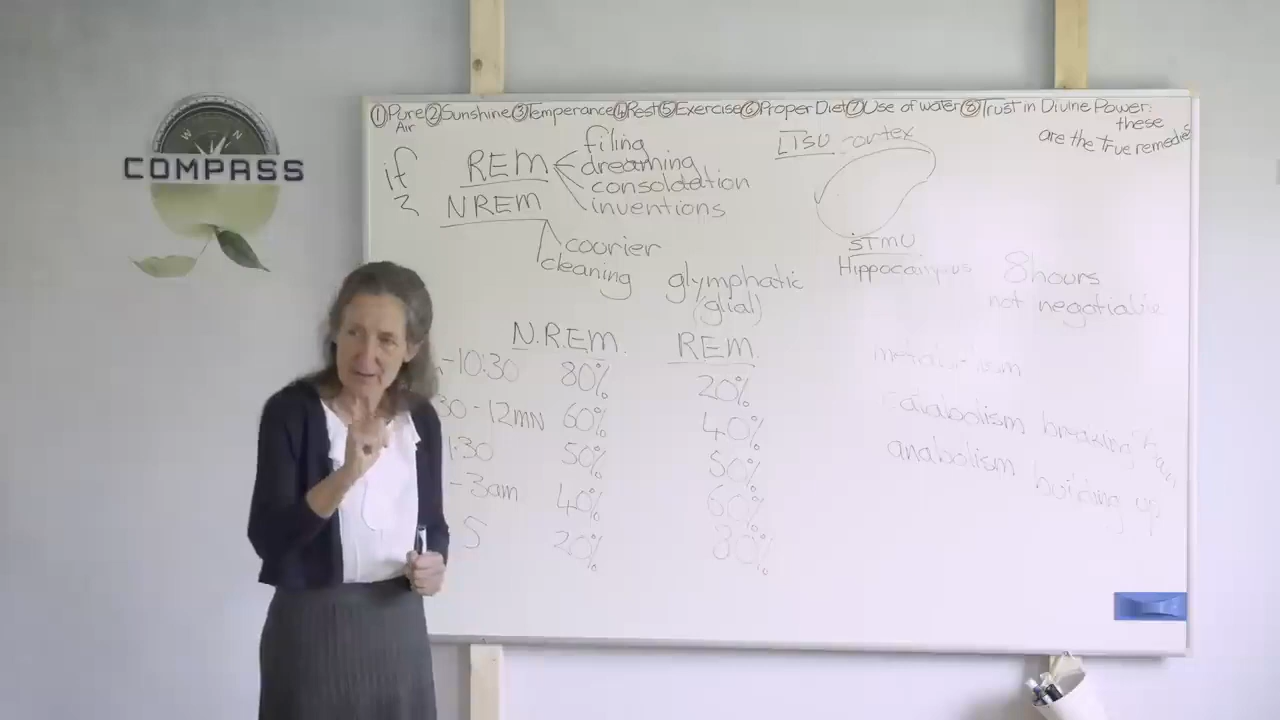 ①Pure ②Sunshine ③Temperance ④Rest ⑤Exercise ⑥Proper Diet ⑦Use of water ⑧Trust in Divine Power:
Air
these
are the true remedies
COMPASS
N
W
if
2
REM
filing
dreaming
consoldation
inventions
NREM
courier
cleaning
glymphatic
(glial)
LTSU cortex
STMU
Hippocampus
8 hours
not negotiable
N.R.E.M. REM.
-10:30 80% 20%
30 -12MN 60% 40%
1:30 50% 50%
-3am 40% 60%
5 20% 80%
metabolism
catabolism breaking
anabolism building up